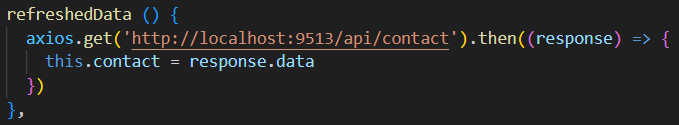 refreshedData () {
axios.get('http://localhost:9513/api/contact').then((response) => {
this.contact = response.data
})
},